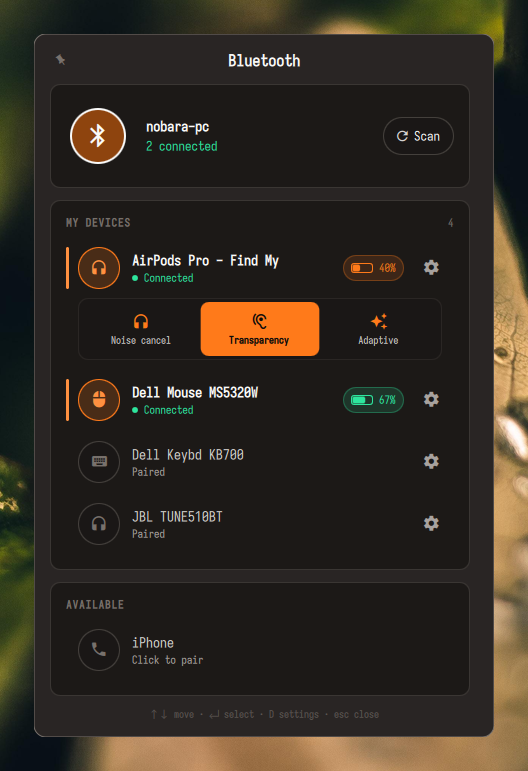 Bluetooth
nobara-pc
2 connected
Scan
MY DEVICES 4
AirPods Pro - Find My
Connected
40%
Noise cancel
Transparency
Adaptive
Dell Mouse MS5320W
Connected
67%
Dell Keybd KB700
Paired
JBL TUNE510BT
Paired
AVAILABLE
iPhone
Click to pair
↑↓ move · ↵ select · D settings · esc close